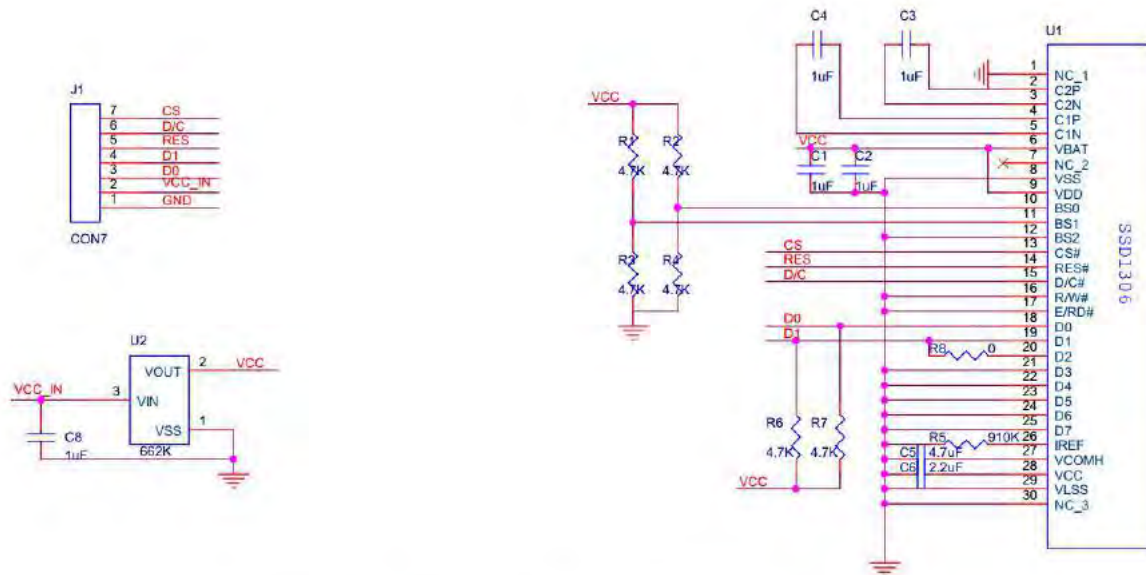 J1
7 CS
6 D/C
5 RES
4 D1
3 D0
2 VCC_IN
1 GND
CON7
U2
VCC_IN
3 VIN
VOUT 2 VCC
VSS 1
662K
C8
1uF
VCC
R1
4.7K
R2
4.7K
R3
4.7K
R4
4.7K
C4
1uF
C3
1uF
VCC
C1
1uF
C2
1uF
CS
RES
D/C
D0
D1
R8 0
R6
4.7K
R7
4.7K
VCC
R5 910K
C5 4.7uF
C6 2.2uF
U1
1 NC_1
2 C2P
3 C2N
4 C1P
5 C1N
6 VBAT
7 NC_2
8 VSS
9 VDD
10 BS0
11 BS1
12 BS2
13 CS#
14 RES#
15 D/C#
16 R/W#
17 E/RD#
18 D0
19 D1
20 D2
21 D3
22 D4
23 D5
24 D6
25 D7
26 IREF
27 VCOMH
28 VCC
29 VLSS
30 NC_3
SSD1306